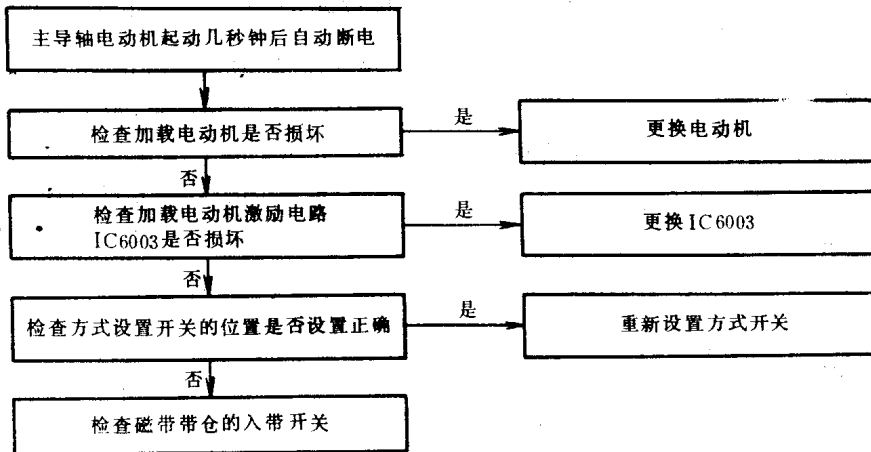 主导轴电动机起动几秒钟后自动断电
检查加载电动机是否损坏
是
更换电动机
否
检查加载电动机激励电路
IC6003是否损坏
是
更换IC6003
否
检查方式设置开关的位置是否设置正确
是
重新设置方式开关
否
检查磁带带仓的入带开关